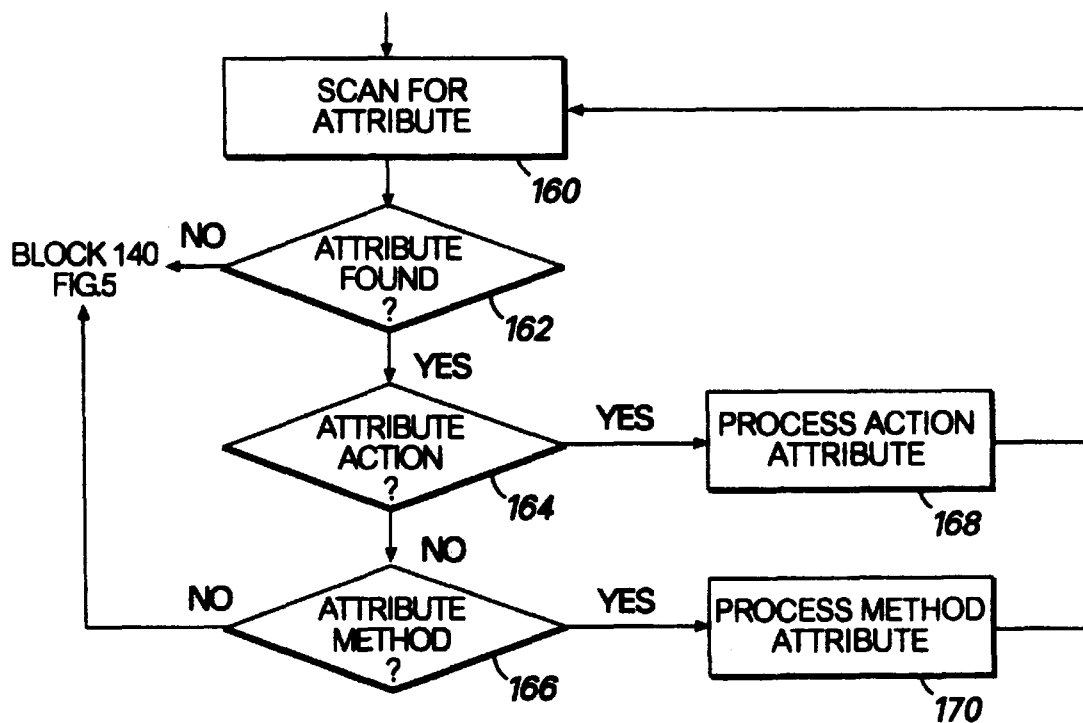 SCAN FOR
ATTRIBUTE
160
NO
BLOCK 140
FIG.5
ATTRIBUTE
FOUND
?
162
YES
ATTRIBUTE
ACTION
?
164
YES
PROCESS ACTION
ATTRIBUTE
168
NO
NO
ATTRIBUTE
METHOD
?
166
YES
PROCESS METHOD
ATTRIBUTE
170